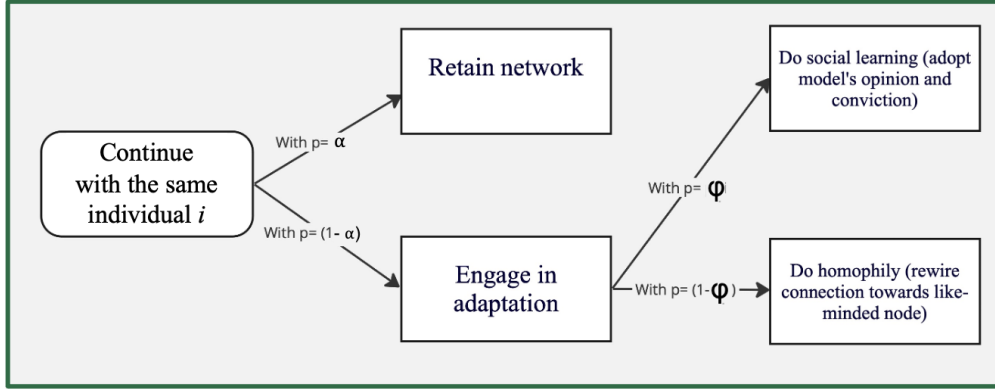 Continue
with the same
individual i
With p= α
With p= (1- α)
Retain network
Engage in
adaptation
With p= φ
With p= (1-φ)
Do social learning (adopt
model's opinion and
conviction)
Do homophily (rewire
connection towards like-
minded node)